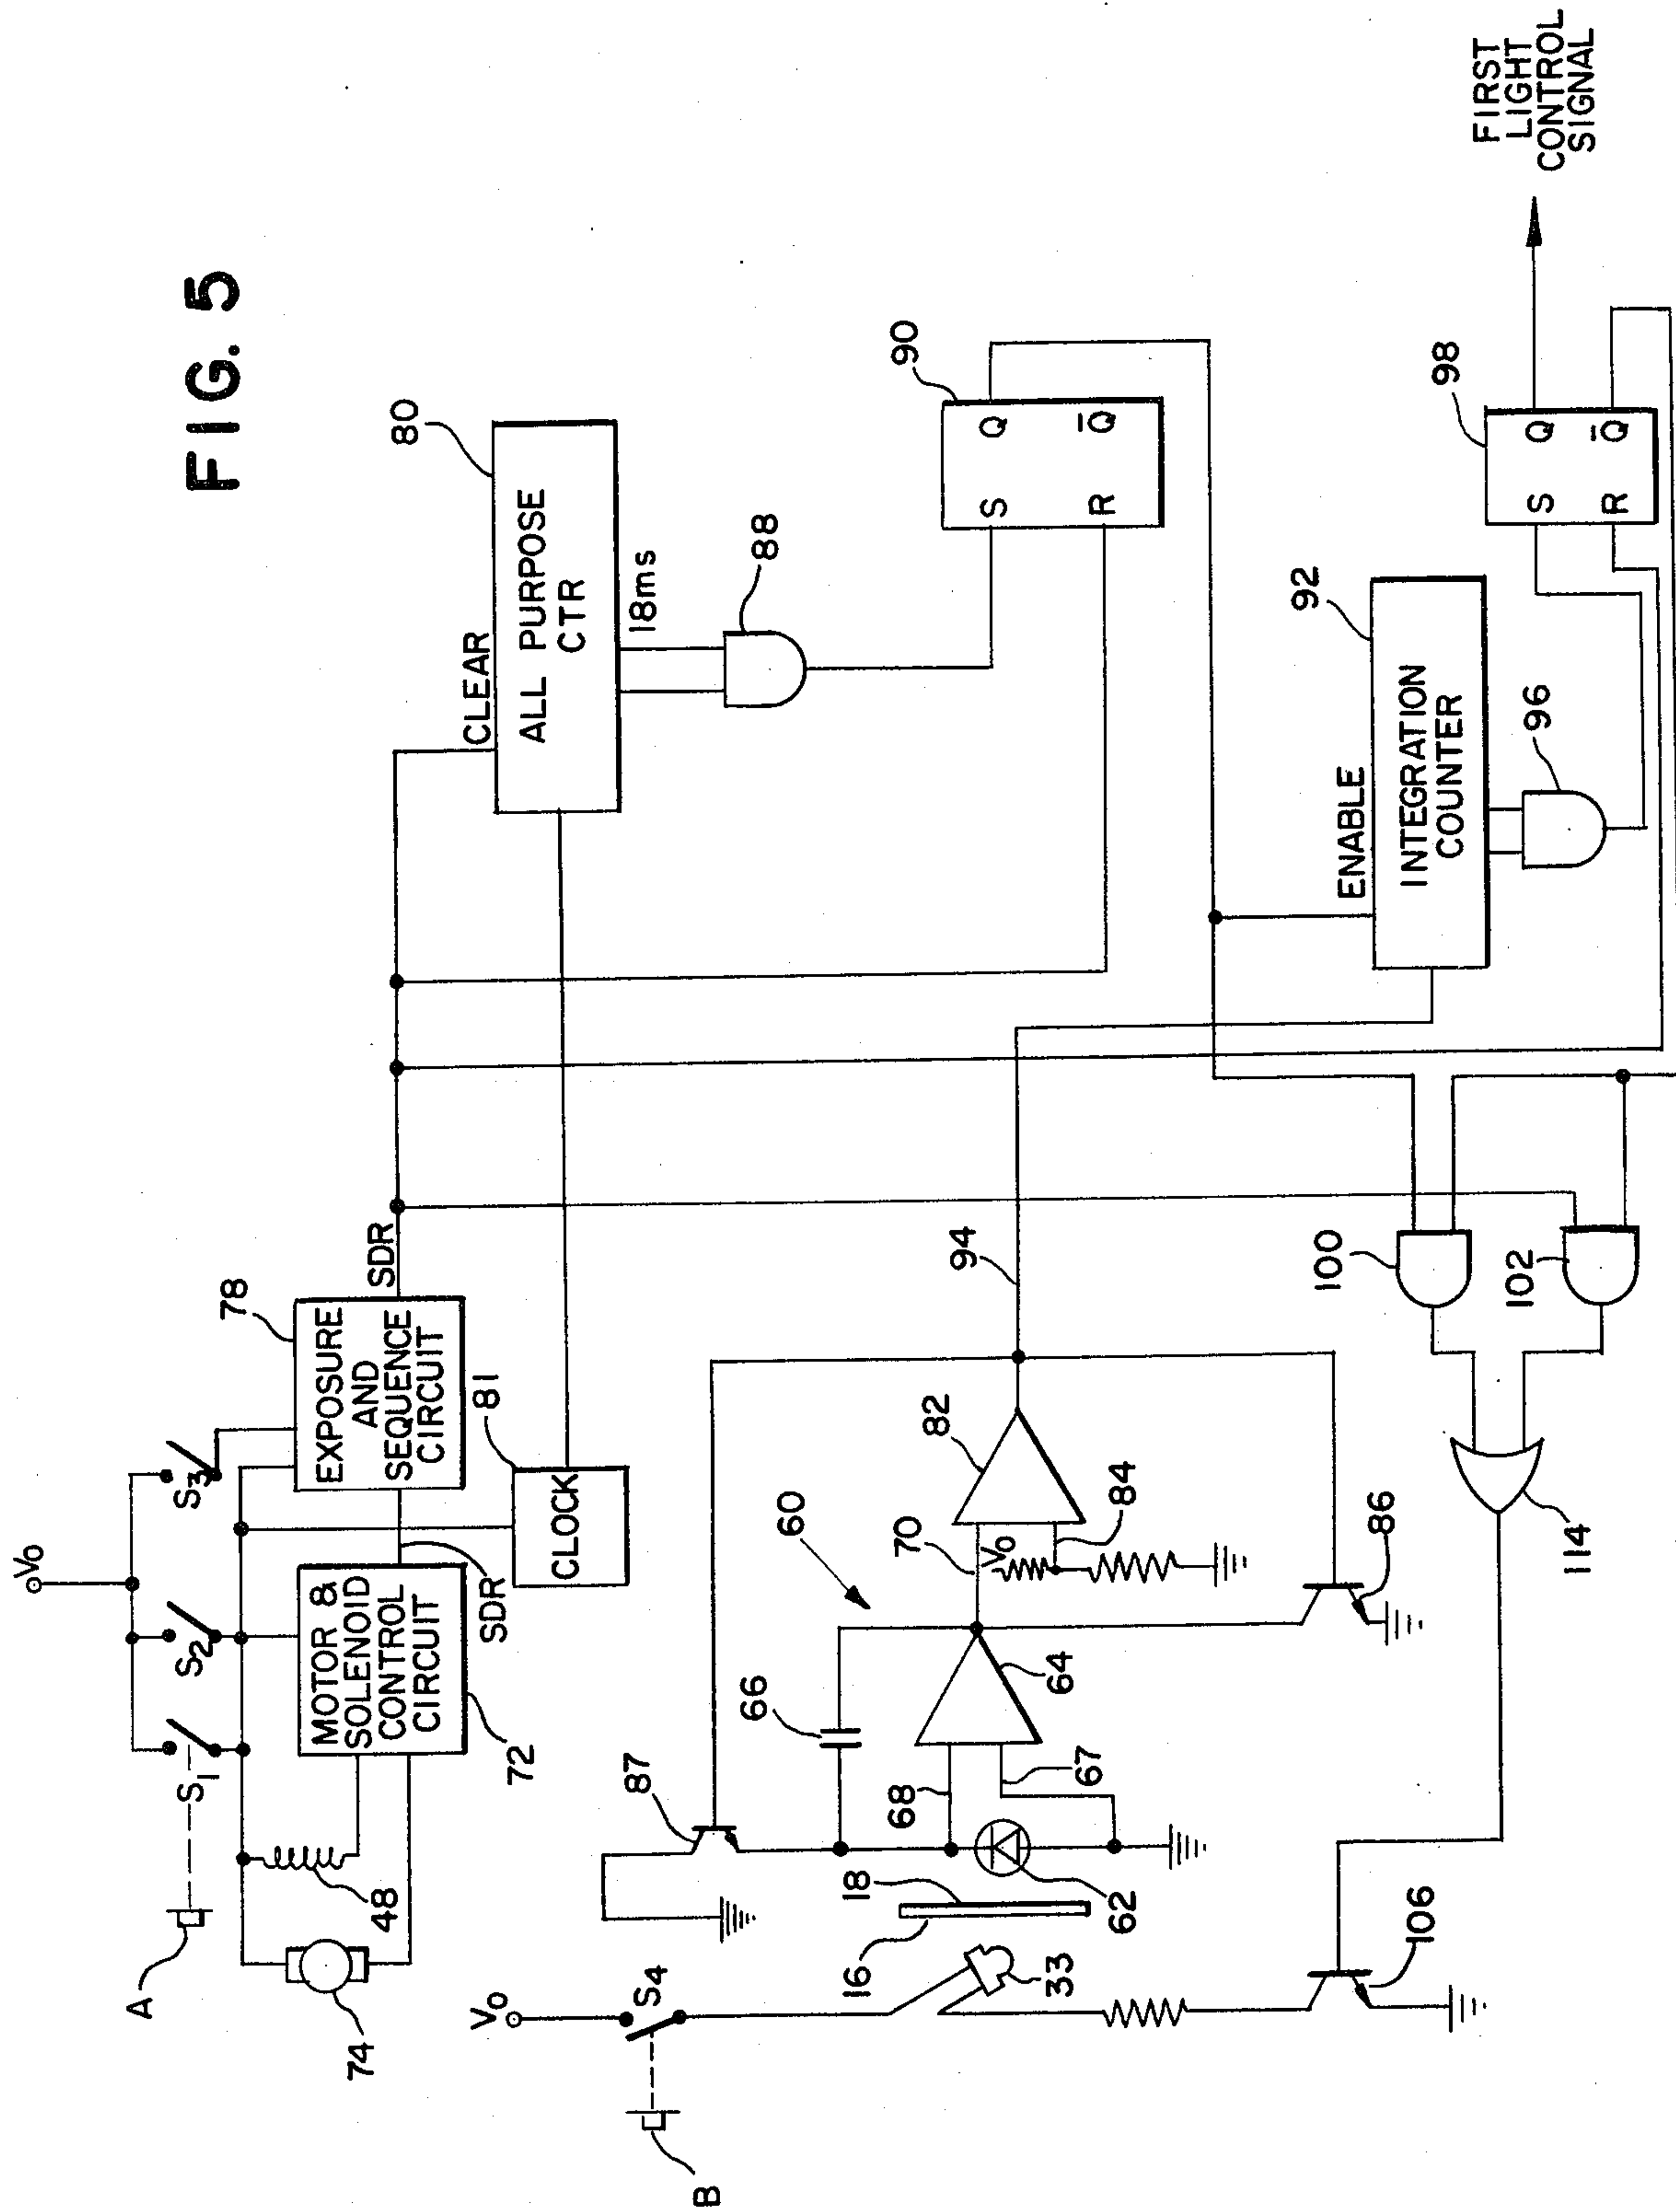 FIG. 5
V₀
S₁
S₂
S₃
A
74
48
MOTOR &
SOLENOID
CONTROL
CIRCUIT
72
SDR
78
EXPOSURE
AND
SEQUENCE
CIRCUIT
SDR
81
CLOCK
CLEAR
80
ALL PURPOSE
CTR
18ms
88
90
S
Q
R
Q̅
V₀
S₄
B
87
66
60
68
67
64
70
V₀
84
82
94
16
18
62
33
86
106
114
100
102
ENABLE
92
INTEGRATION
COUNTER
96
98
S
Q
R
Q̅
FIRST
LIGHT
CONTROL
SIGNAL